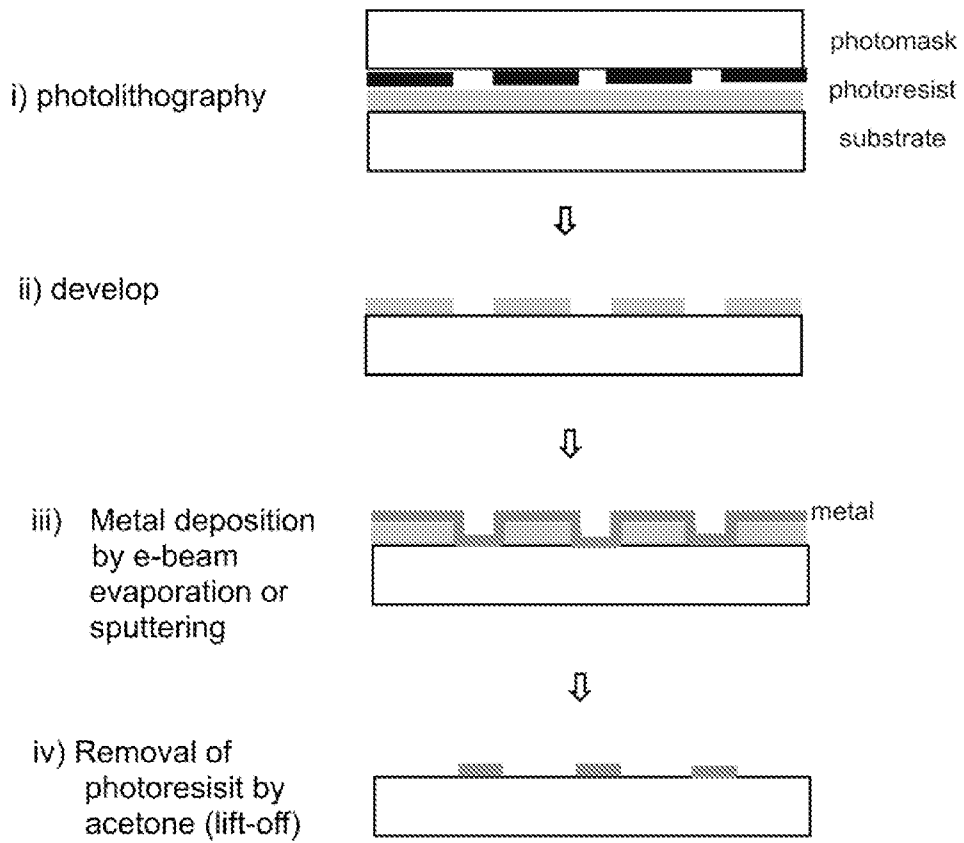 photomask
i) photolithography
photoresist
substrate
ii) develop
iii) Metal deposition
by e-beam
evaporation or
sputtering
metal
iv) Removal of
photoresisit by
acetone (lift-off)